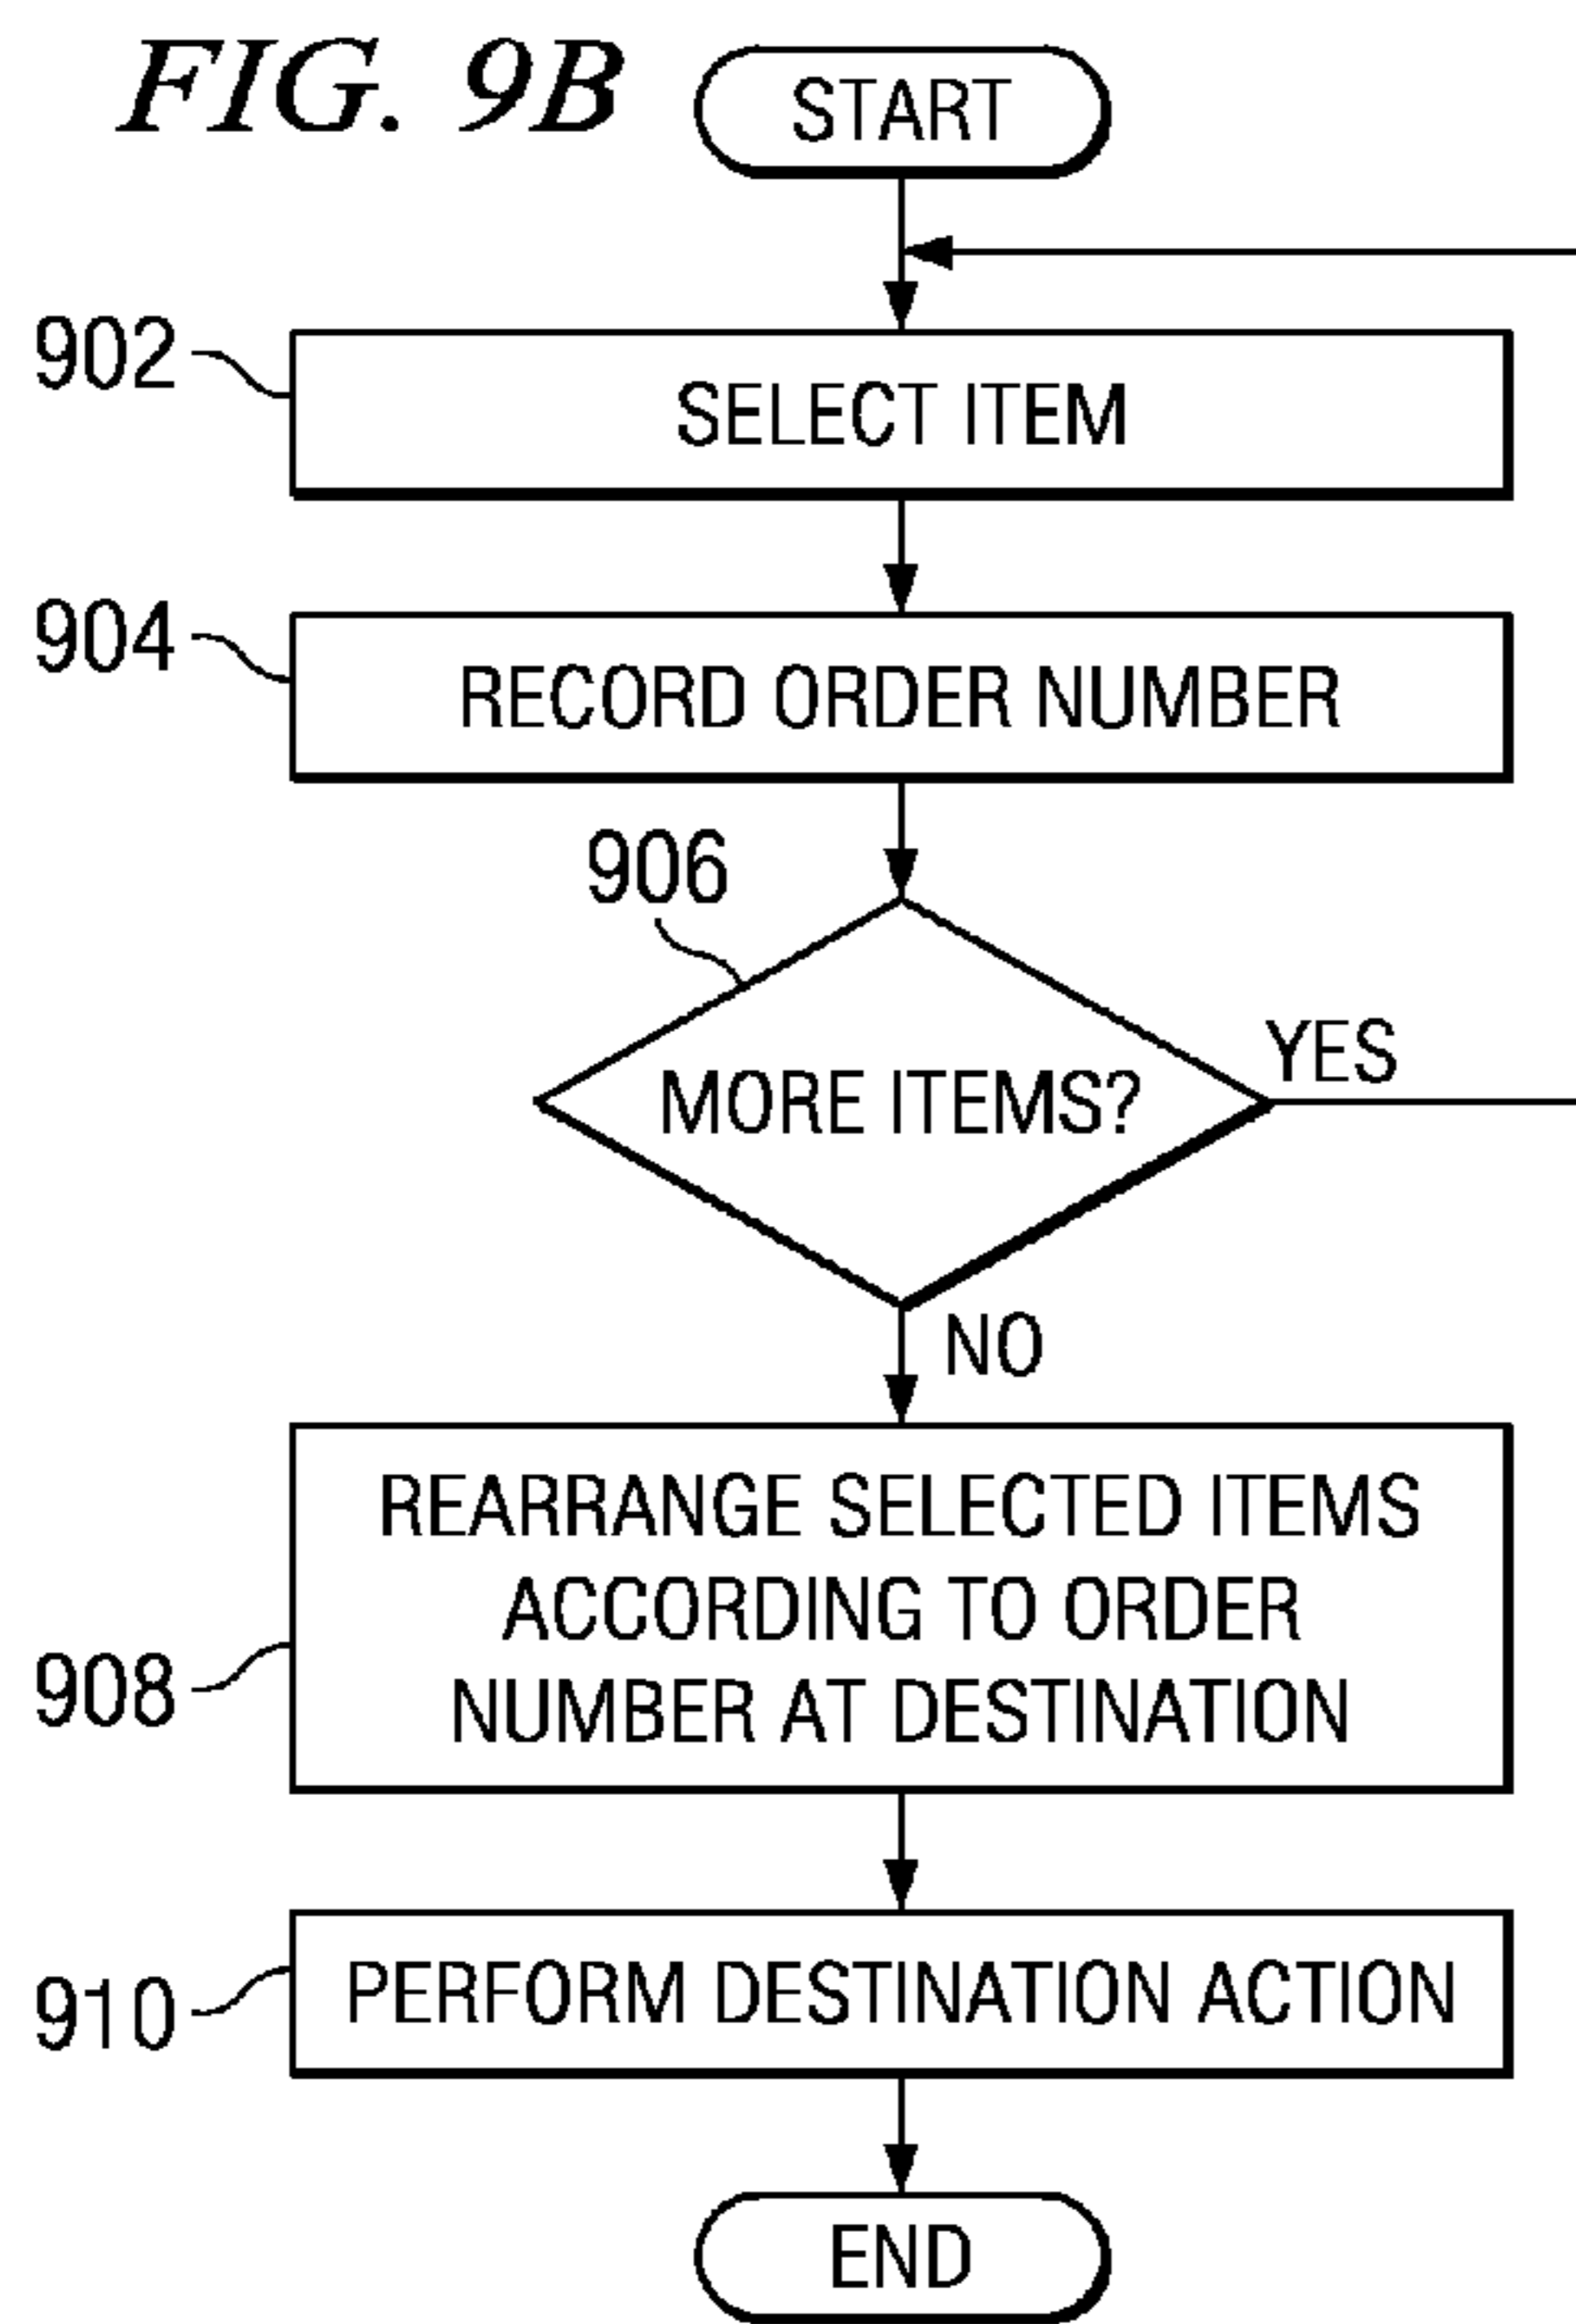 FIG. 9B
START
902
SELECT ITEM
904
RECORD ORDER NUMBER
906
MORE ITEMS?
YES
NO
REARRANGE SELECTED ITEMS
ACCORDING TO ORDER
NUMBER AT DESTINATION
908
PERFORM DESTINATION ACTION
910
END